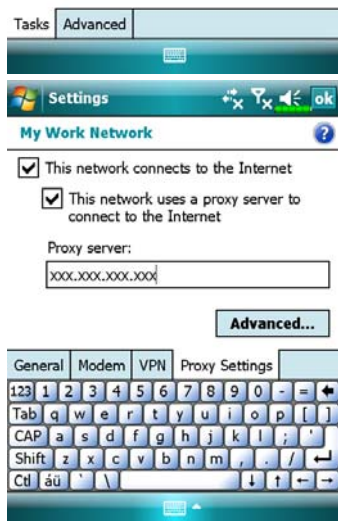 Tasks Advanced
Settings ok
My Work Network ?
This network connects to the Internet
This network uses a proxy server to
connect to the Internet
Proxy server:
xxx.xxx.xxx.xxx
Advanced...
General Modem VPN Proxy Settings
123 1 2 3 4 5 6 7 8 9 0 - =
Tab q w e r t y u i o p [ ]
CAP a s d f g h j k l ; '
Shift z x c v b n m , . /
Ctl áü ` \